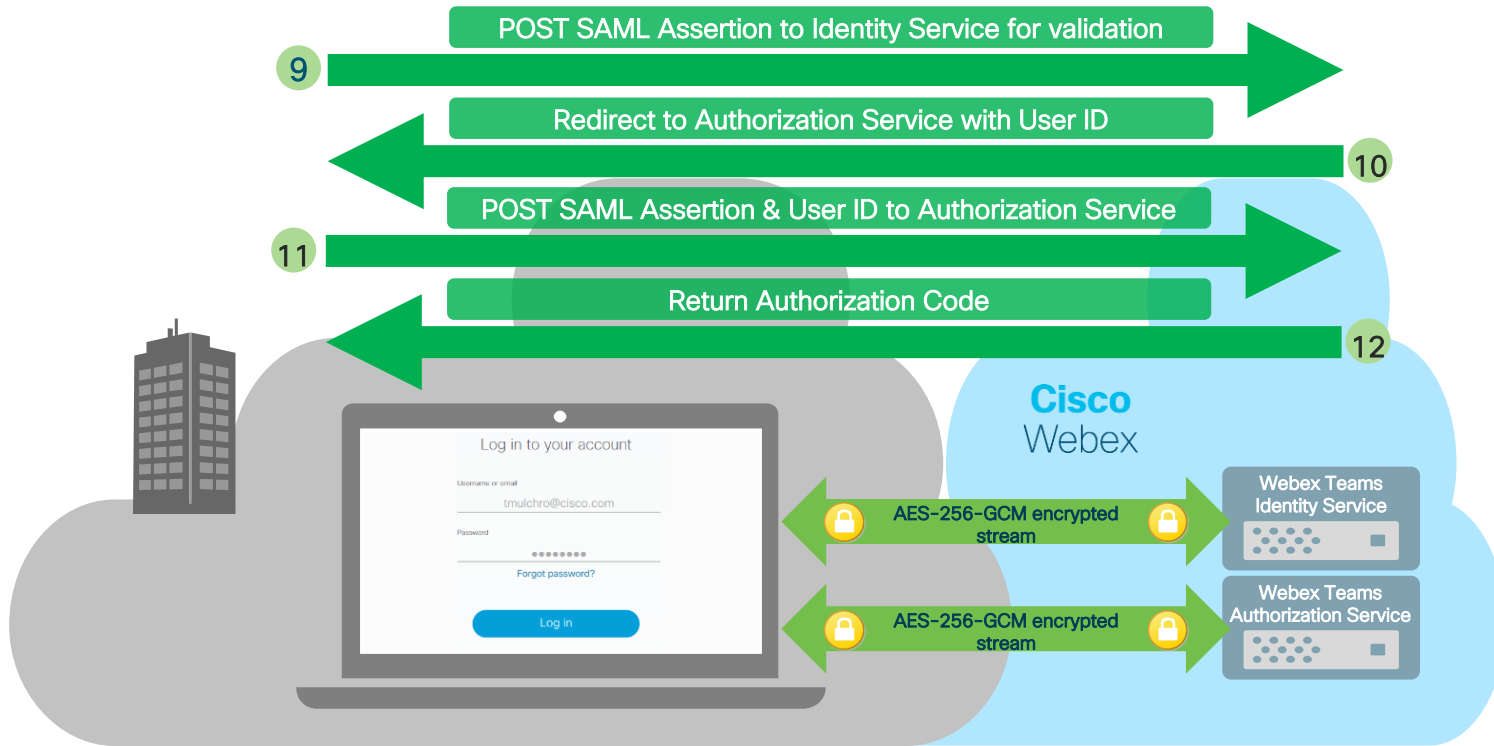 POST SAML Assertion to Identity Service for validation
9
Redirect to Authorization Service with User ID
10
POST SAML Assertion & User ID to Authorization Service
11
Return Authorization Code
12
Cisco
Webex
Log in to your account
Username or email
tmulchro@cisco.com
Password
Forgot password?
Log in
AES-256-GCM encrypted
stream
Webex Teams
Identity Service
AES-256-GCM encrypted
stream
Webex Teams
Authorization Service